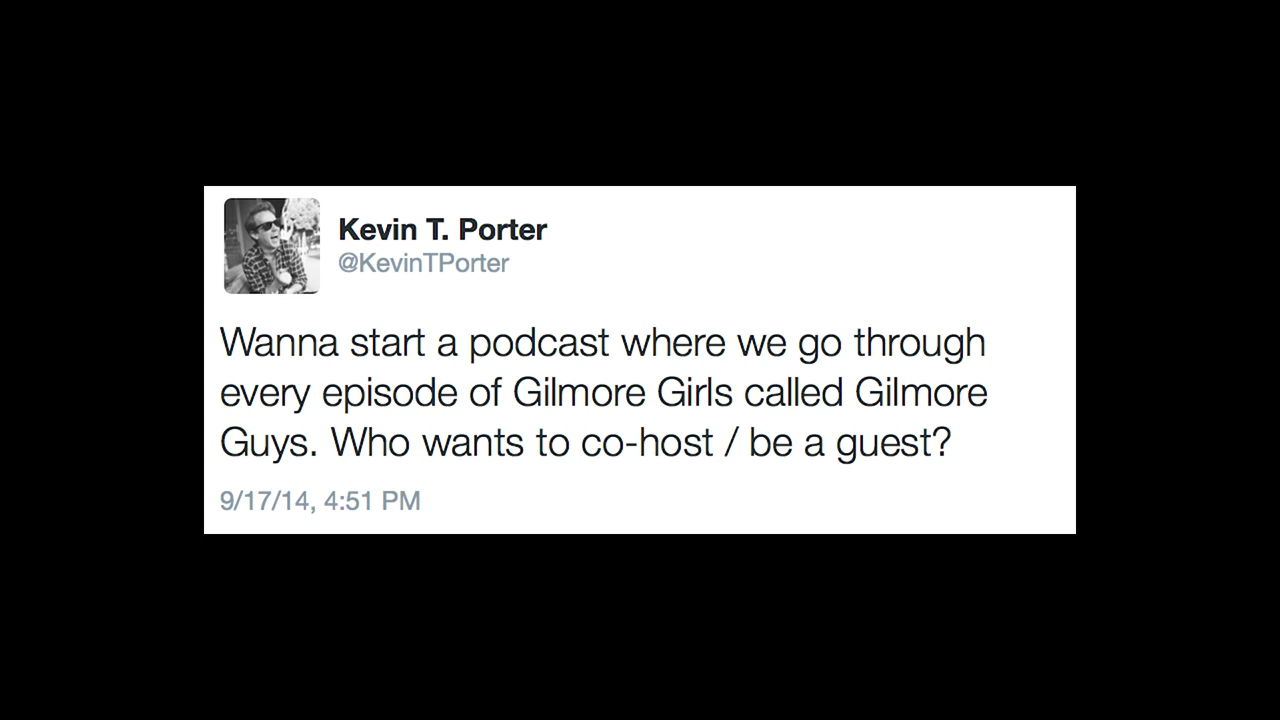 Kevin T. Porter
@KevinTPorter
Wanna start a podcast where we go through
every episode of Gilmore Girls called Gilmore
Guys. Who wants to co-host / be a guest?
9/17/14, 4:51 PM